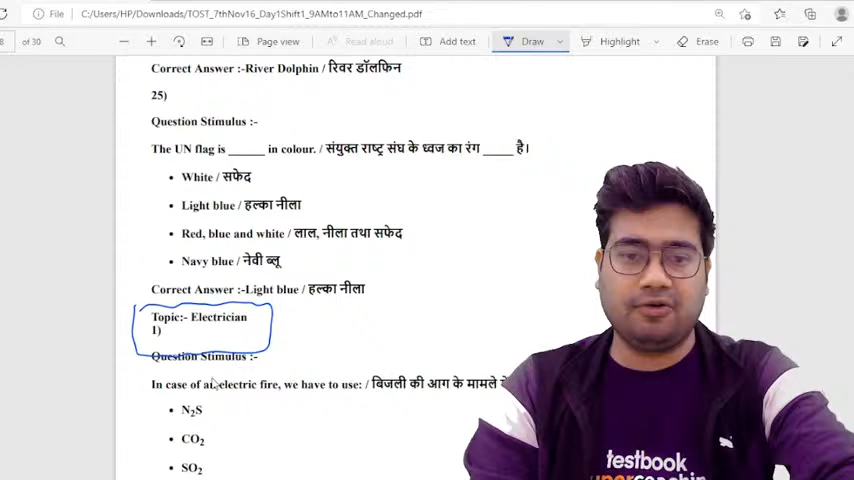 File
C:/Users/HP/Downloads/TOST_7thNov16_Day1Shift1_9AMto11AM_Changed.pdf
8 of 30
Page view
Read aloud
Add text
Draw
Highlight
Erase
Correct Answer :-River Dolphin / रिवर डॉलफिन
25)
Question Stimulus :-
The UN flag is ______ in colour. / संयुक्त राष्ट्र संघ के ध्वज का रंग _____ है।
• White / सफेद
• Light blue / हल्का नीला
• Red, blue and white / लाल, नीला तथा सफेद
• Navy blue / नेवी ब्लू
Correct Answer :-Light blue / हल्का नीला
Topic:- Electrician
1)
Question Stimulus :-
In case of an electric fire, we have to use: / बिजली की आग के मामले
• N₂S
• CO₂
• SO₂
testbook
supercoaching